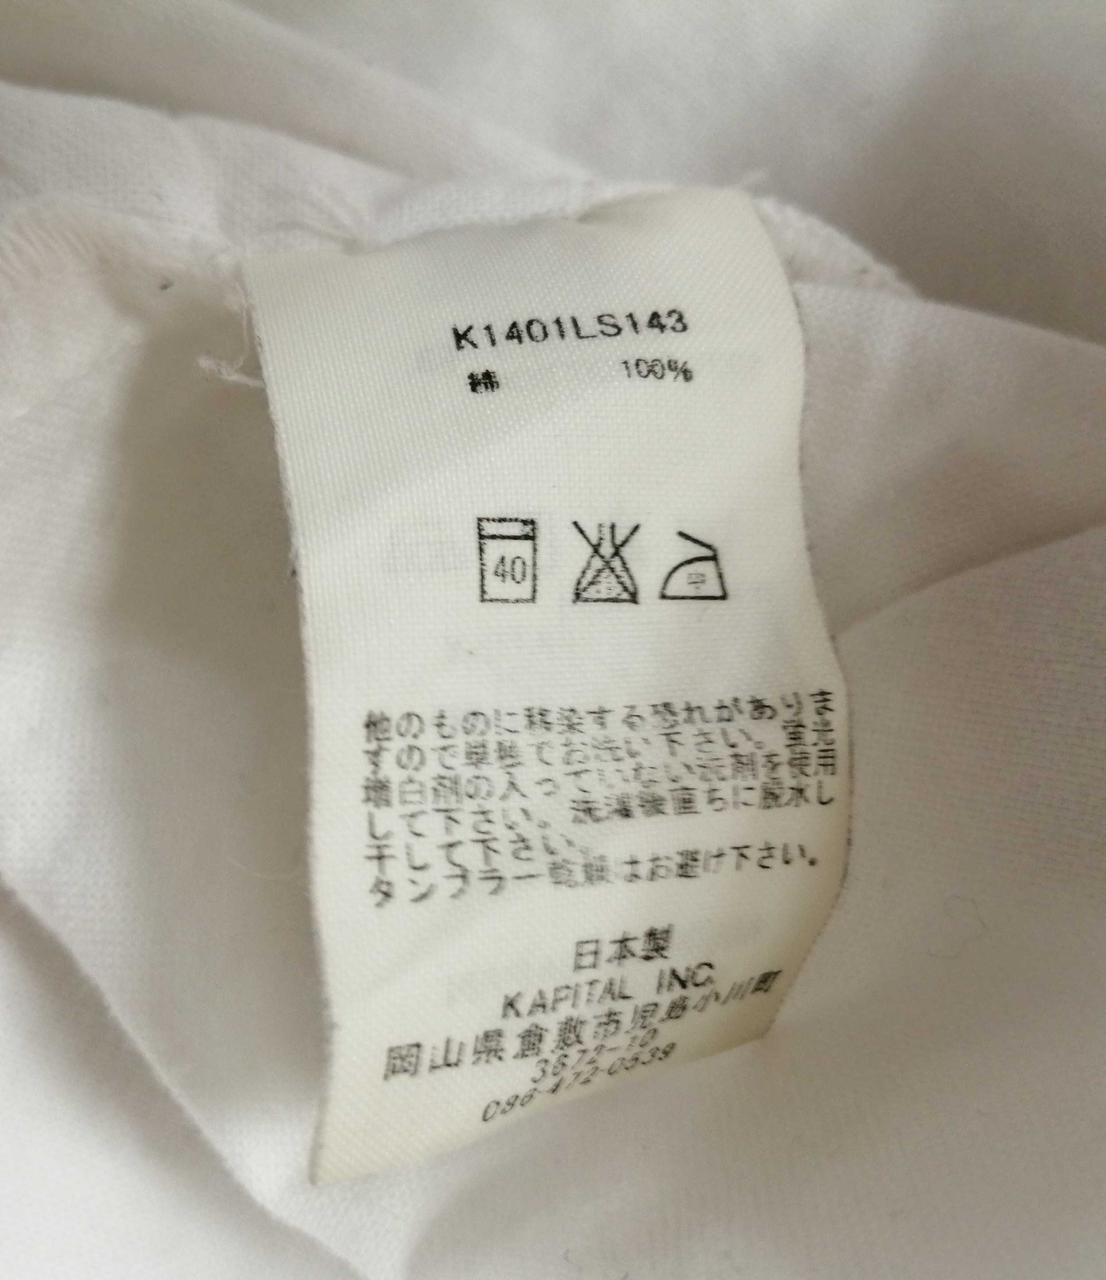 K1401LS143
綿 100%
40
中
他のものに移染する恐れがありま
すので単独でお洗い下さい。蛍光
増白剤の入っていない洗剤を使用
して下さい。洗濯後直ちに脱水し
干して下さい。
タンブラー乾燥はお避け下さい。
日本製
KAPITAL INC.
岡山県倉敷市児島小川町
3672-10
086-472-0539